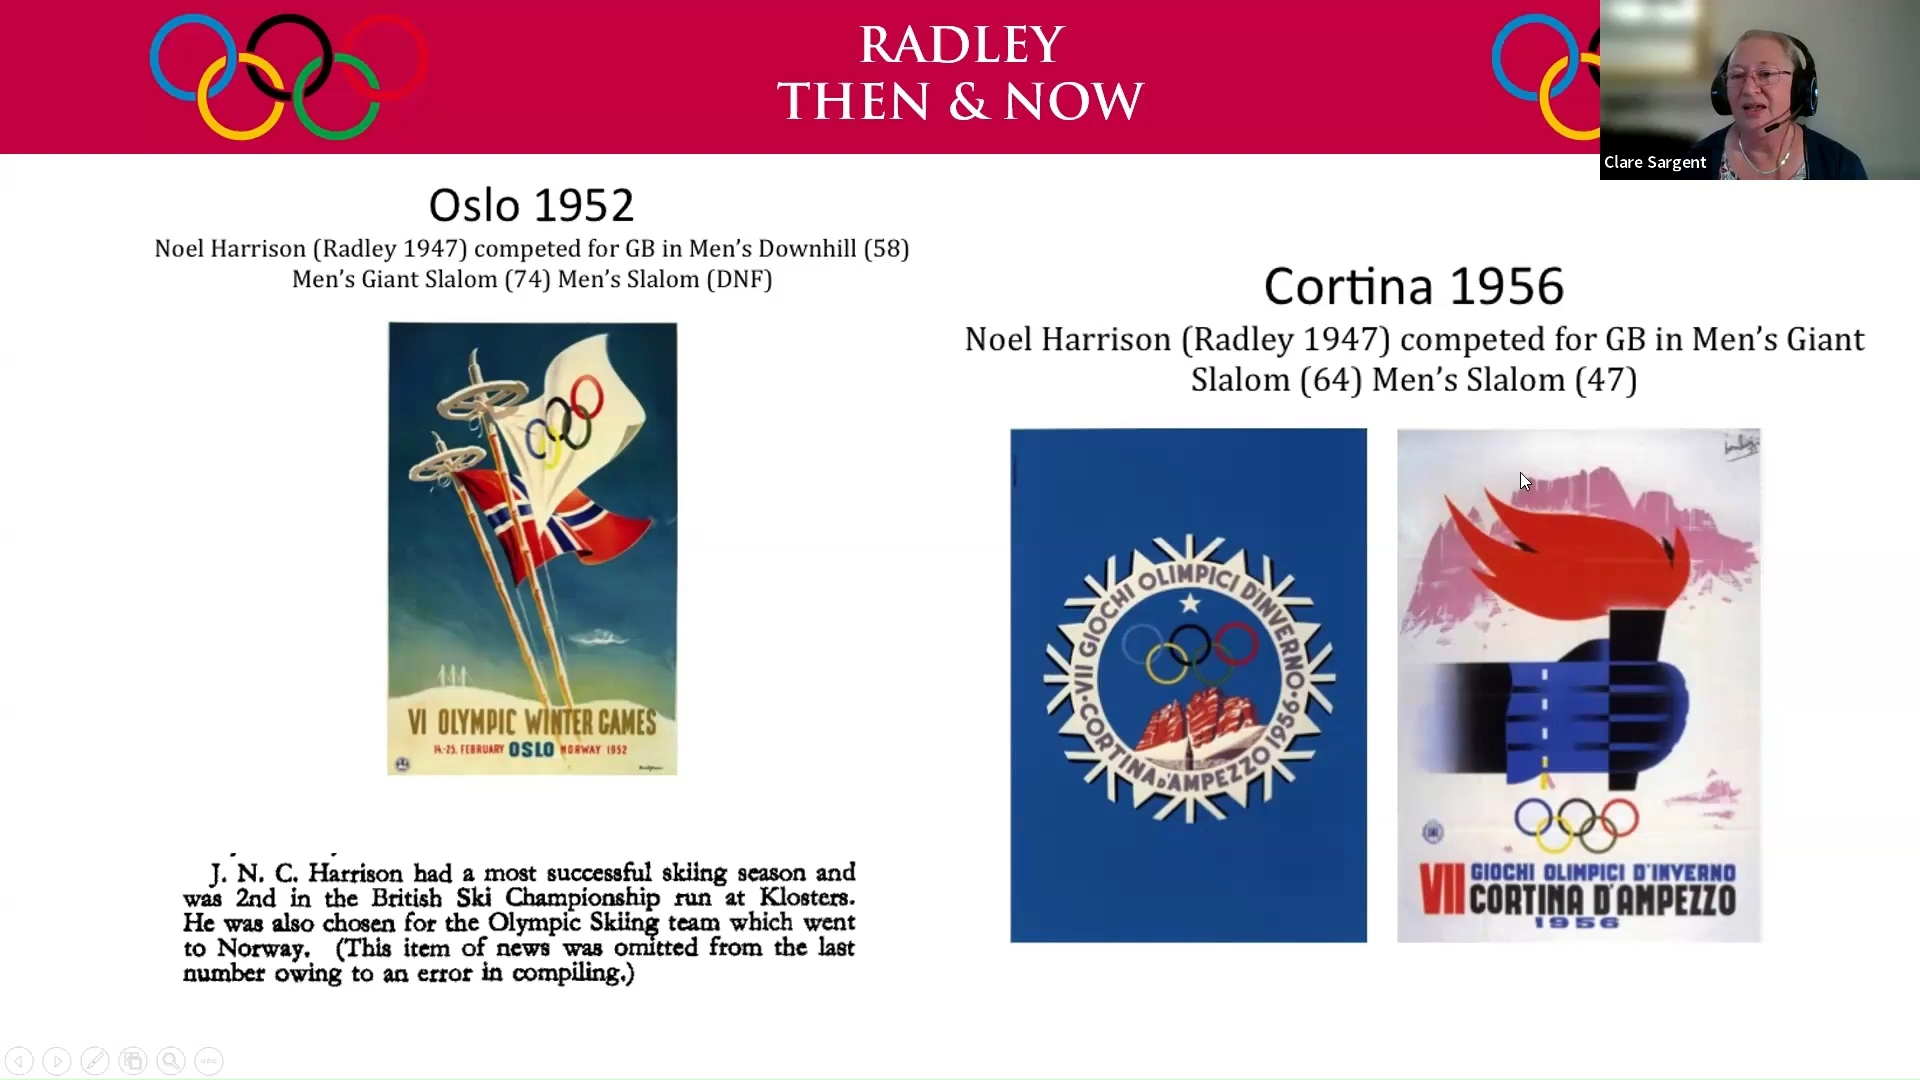 RADLEY
THEN & NOW
Clare Sargent
Oslo 1952
Noel Harrison (Radley 1947) competed for GB in Men's Downhill (58)
Men's Giant Slalom (74) Men's Slalom (DNF)
VI OLYMPIC WINTER GAMES
14.-25. FEBRUARY OSLO NORWAY 1952
J. N. C. Harrison had a most successful skiing season and
was 2nd in the British Ski Championship run at Klosters.
He was also chosen for the Olympic Skiing team which went
to Norway. (This item of news was omitted from the last
number owing to an error in compiling.)
Cortina 1956
Noel Harrison (Radley 1947) competed for GB in Men's Giant
Slalom (64) Men's Slalom (47)
VII GIOCHI OLIMPICI D'INVERNO
CORTINA D'AMPEZZO 1956
VII GIOCHI OLIMPICI D'INVERNO
CORTINA D'AMPEZZO
1956